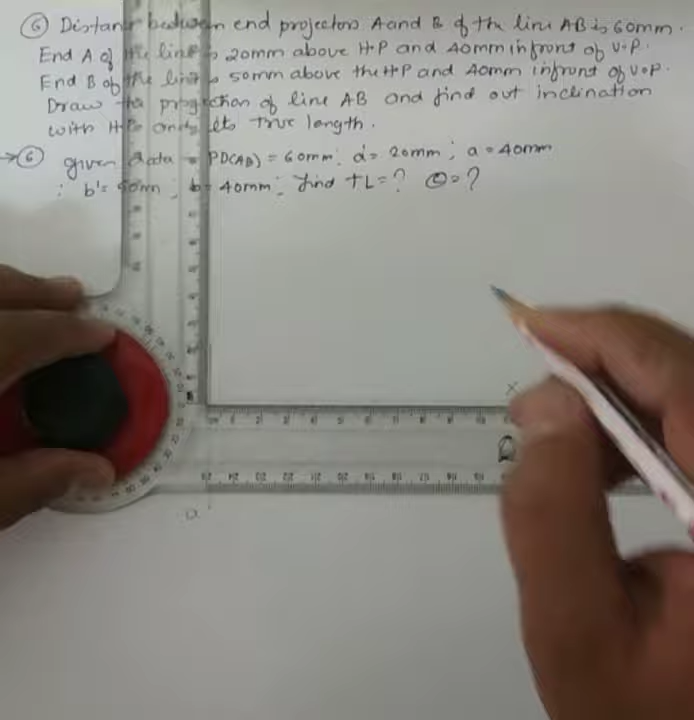 ⑥ Distance between end projectors A and B of the line AB is 60mm.
End A of the line is 20mm above H.P and 40mm infront of V.P.
End B of the line is 50mm above the H.P and 40mm infront of V.P.
Draw the projection of line AB and find out inclination
with H.P and its true length.
→⑥ given data = PD(AB) = 60mm; a'= 20mm; a = 40mm
; b'= 50mm; b = 40mm; find TL=? θ=?
X
a